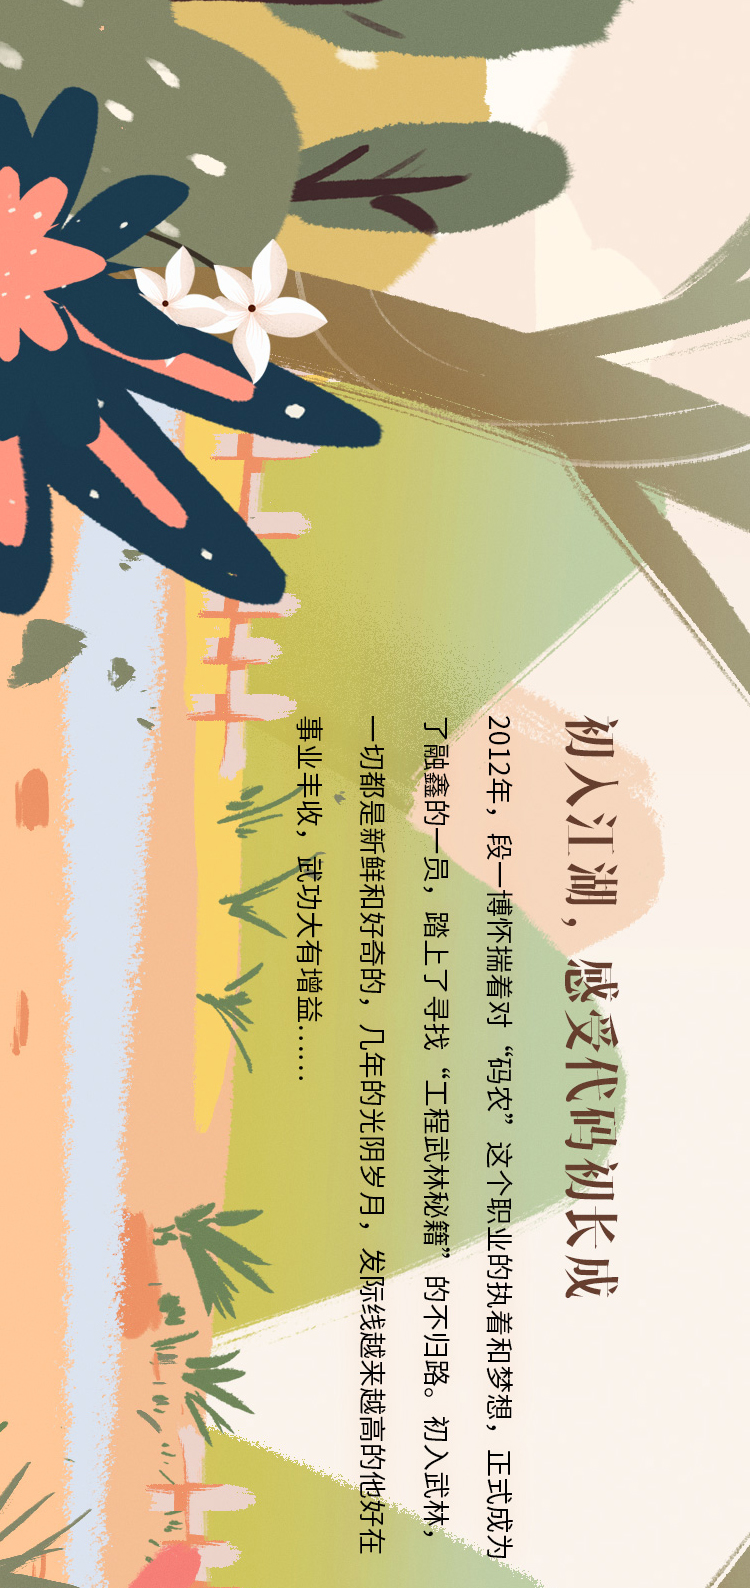 初入江湖，感受代码初长成
2012年，段一博怀揣着对“码农”这个职业的执着和梦想，正式成为
了融鑫的一员，踏上了寻找“工程武林秘籍”的不归路。初入武林，
一切都是新鲜和好奇的，几年的光阴岁月，发际线越来越高的他好在
事业丰收，武功大有增益……